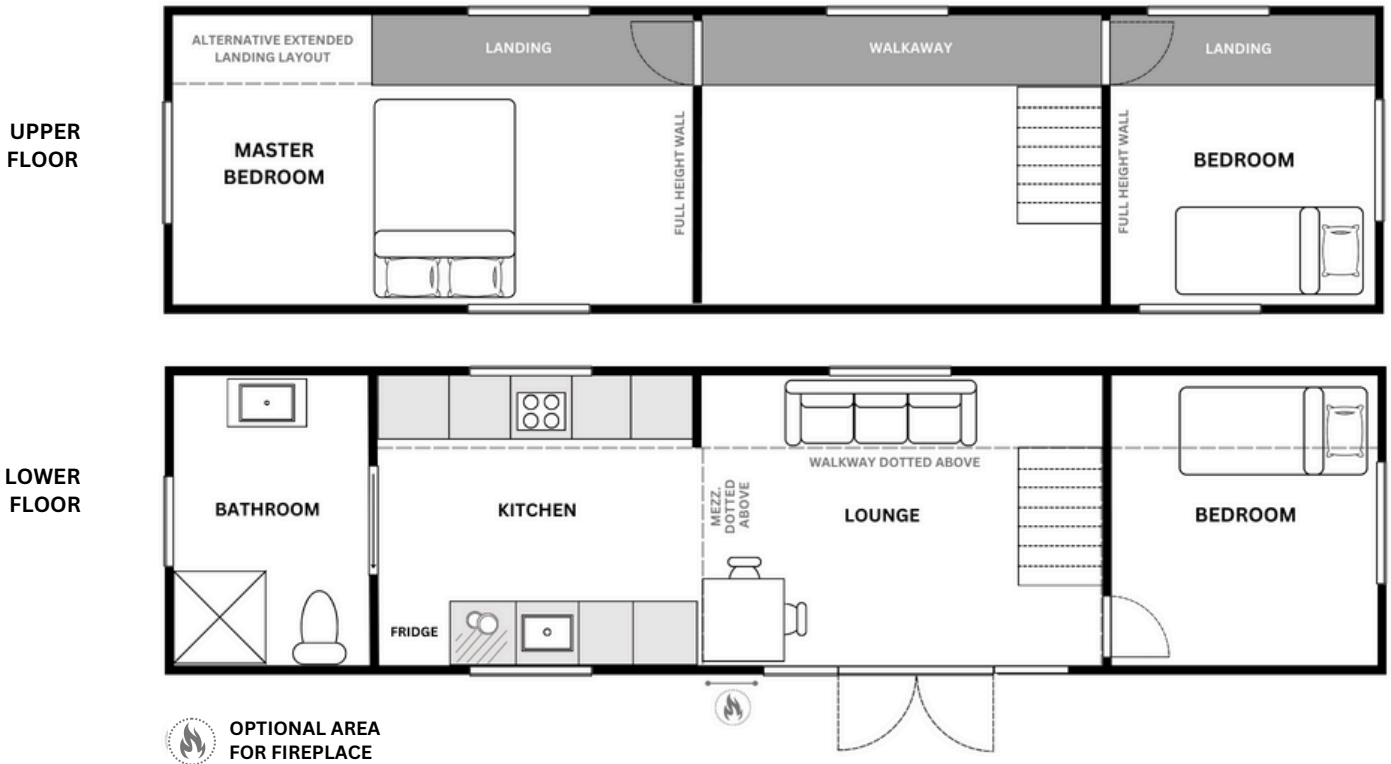 UPPER
FLOOR
ALTERNATIVE EXTENDED
LANDING LAYOUT
LANDING
WALKAWAY
LANDING
MASTER
BEDROOM
FULL HEIGHT WALL
FULL HEIGHT WALL
BEDROOM
LOWER
FLOOR
BATHROOM
KITCHEN
FRIDGE
WALKWAY DOTTED ABOVE
MEZZ.
DOTTED
ABOVE
LOUNGE
BEDROOM
OPTIONAL AREA
FOR FIREPLACE